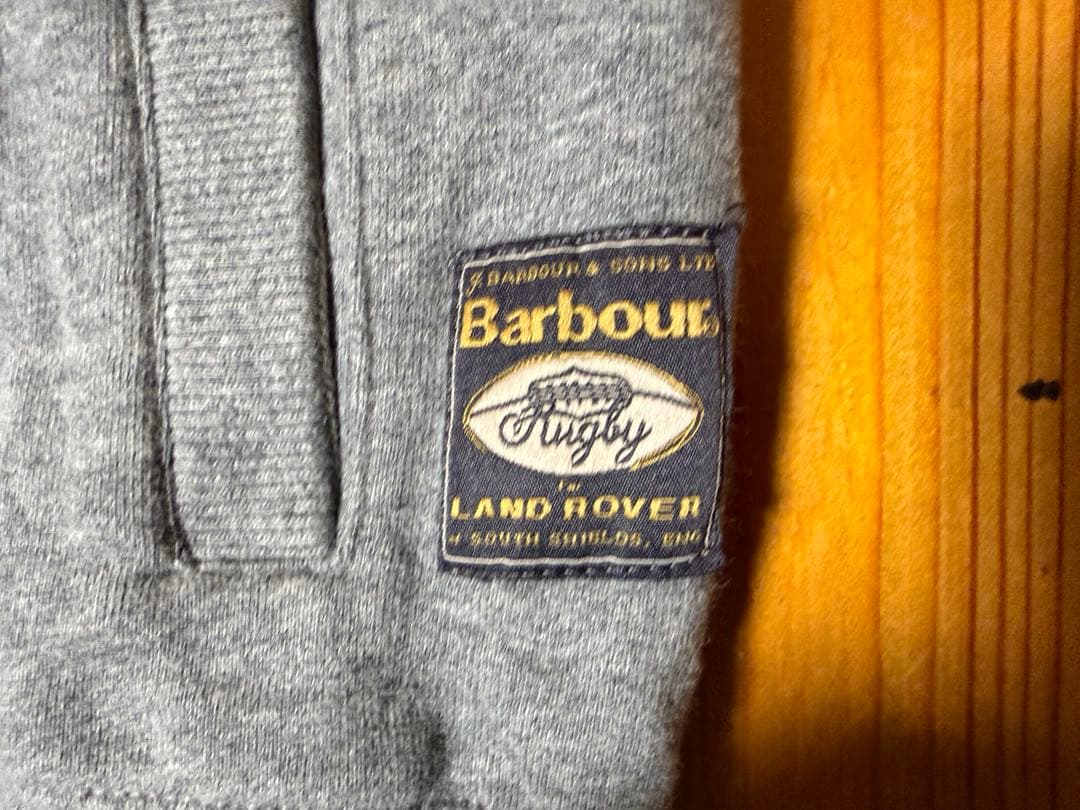 J BARBOUR & SONS LTD
Barbour
Rugby
for
LAND ROVER
SOUTH SHIELDS, ENG